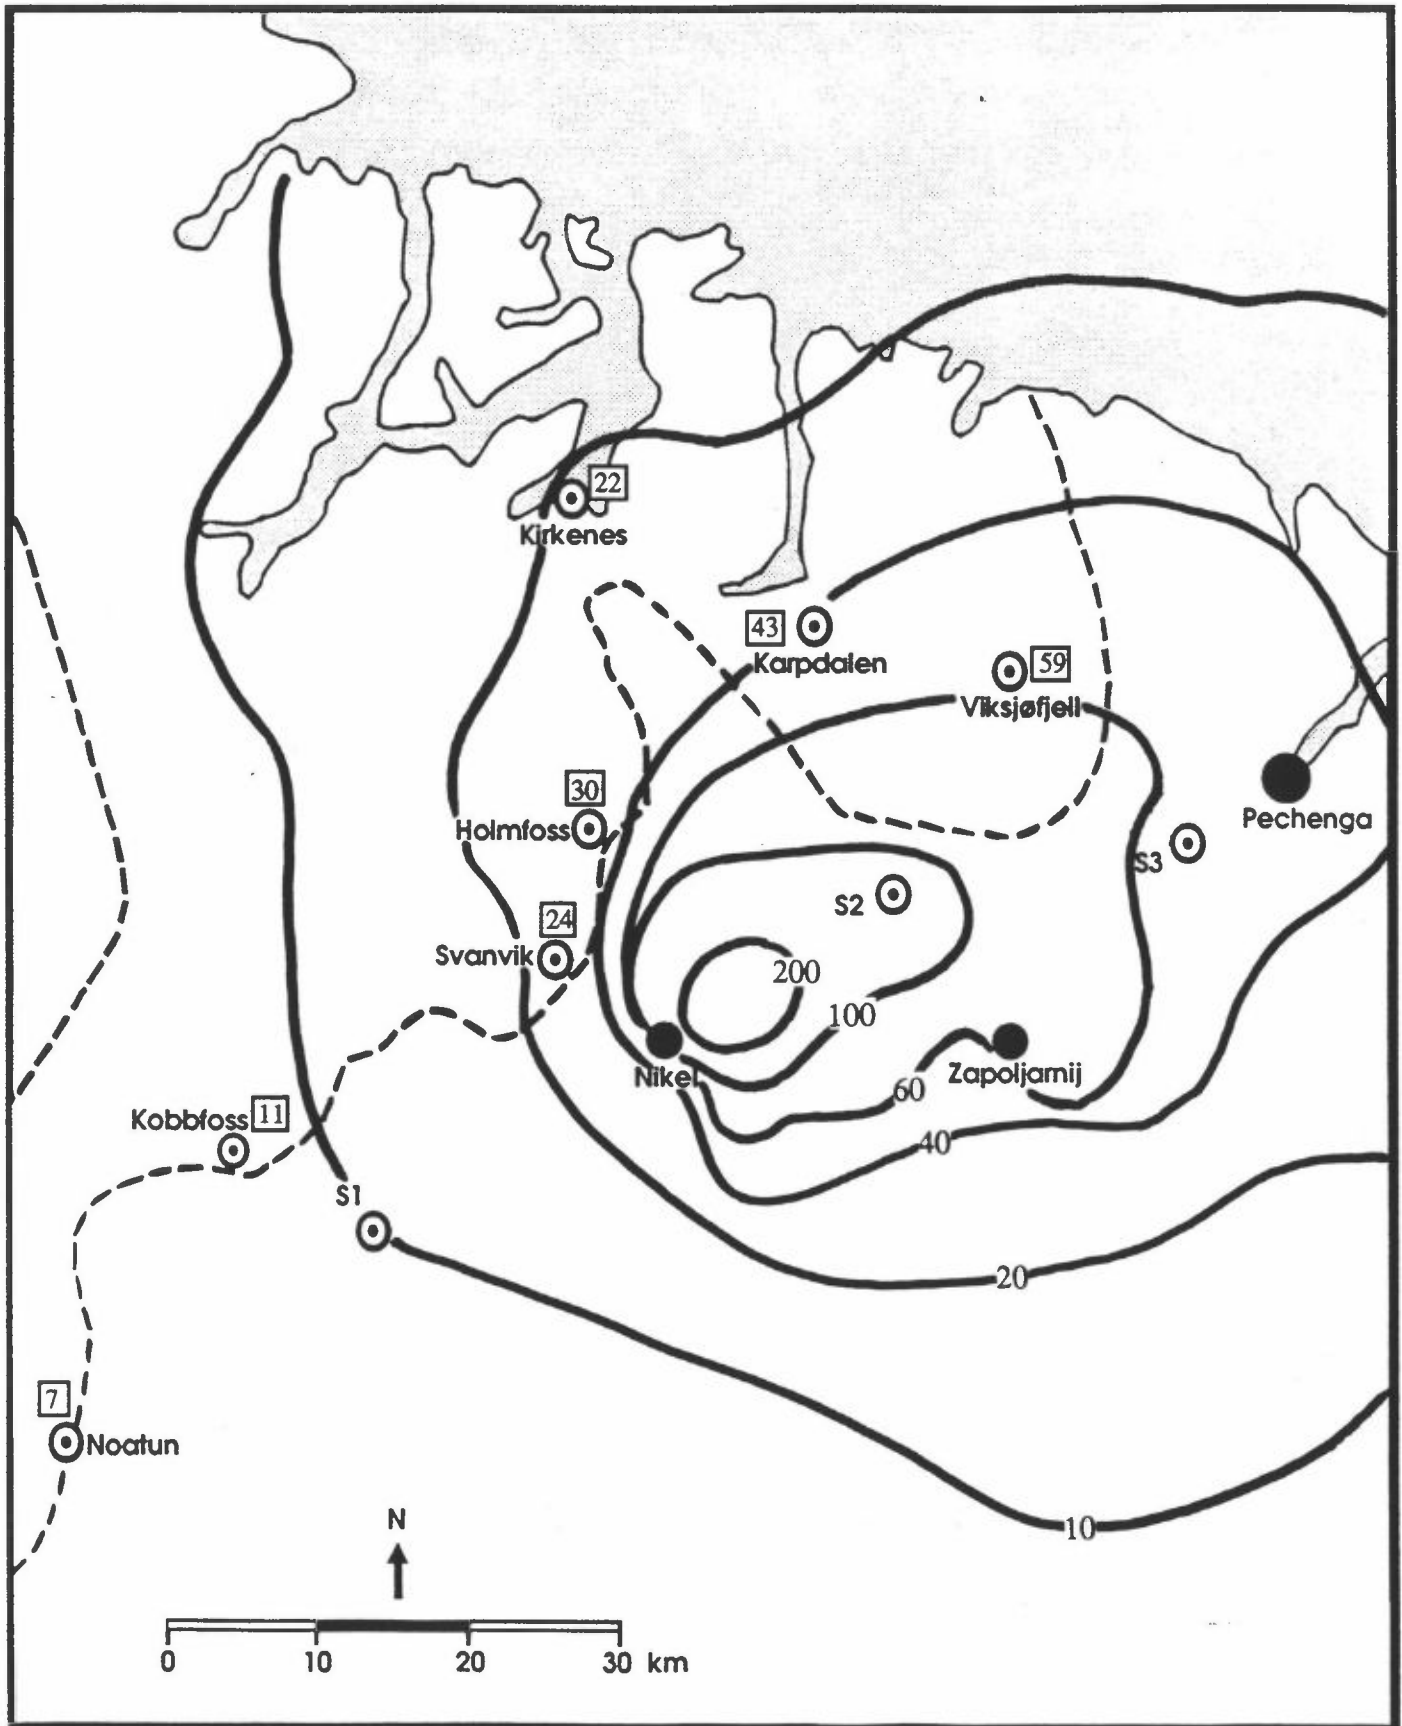 22
Kirkenes
43
Karpdalen
59
Viksjøfjell
30
Holmfoss
Pechenga
S3
S2
24
Svanvik
200
100
Nikel
Zapoljarnij
60
Kobbfoss
11
40
S1
20
7
Noatun
10
N
0 10 20 30 km